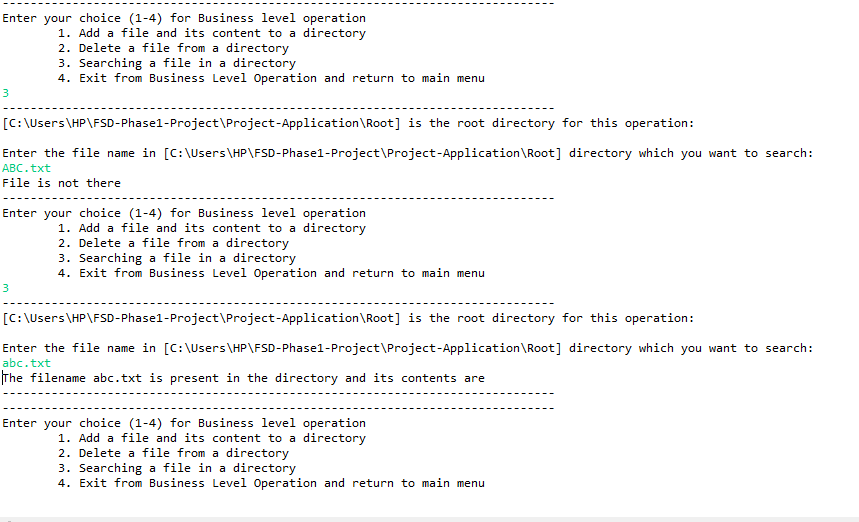 -------------------------------------------------------------------------------
Enter your choice (1-4) for Business level operation
1. Add a file and its content to a directory
2. Delete a file from a directory
3. Searching a file in a directory
4. Exit from Business Level Operation and return to main menu
3
-------------------------------------------------------------------------------
[C:\Users\HP\FSD-Phase1-Project\Project-Application\Root] is the root directory for this operation:
Enter the file name in [C:\Users\HP\FSD-Phase1-Project\Project-Application\Root] directory which you want to search:
ABC.txt
File is not there
-------------------------------------------------------------------------------
Enter your choice (1-4) for Business level operation
1. Add a file and its content to a directory
2. Delete a file from a directory
3. Searching a file in a directory
4. Exit from Business Level Operation and return to main menu
3
-------------------------------------------------------------------------------
[C:\Users\HP\FSD-Phase1-Project\Project-Application\Root] is the root directory for this operation:
Enter the file name in [C:\Users\HP\FSD-Phase1-Project\Project-Application\Root] directory which you want to search:
abc.txt
The filename abc.txt is present in the directory and its contents are
-------------------------------------------------------------------------------
-------------------------------------------------------------------------------
Enter your choice (1-4) for Business level operation
1. Add a file and its content to a directory
2. Delete a file from a directory
3. Searching a file in a directory
4. Exit from Business Level Operation and return to main menu